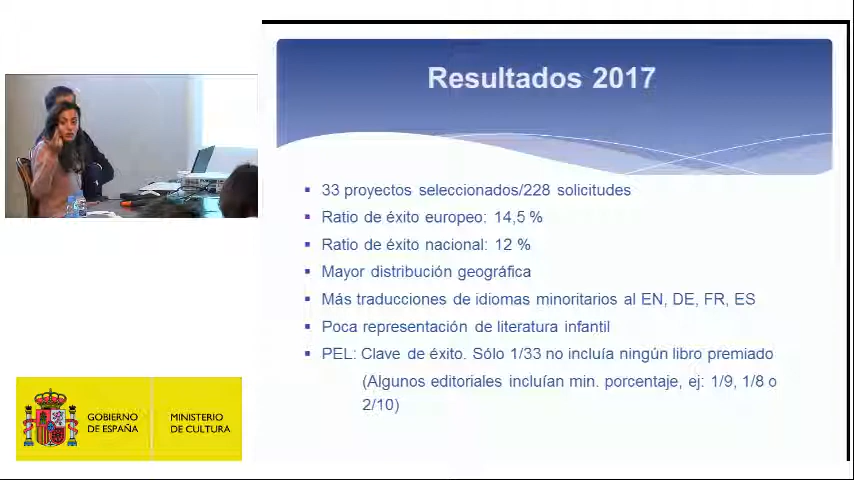 Resultados 2017
▪ 33 proyectos seleccionados/228 solicitudes
▪ Ratio de éxito europeo: 14,5 %
▪ Ratio de éxito nacional: 12 %
▪ Mayor distribución geográfica
▪ Más traducciones de idiomas minoritarios al EN, DE, FR, ES
▪ Poca representación de literatura infantil
▪ PEL: Clave de éxito. Sólo 1/33 no incluía ningún libro premiado
(Algunos editoriales incluían min. porcentaje, ej: 1/9, 1/8 o
2/10)
GOBIERNO
DE ESPAÑA
MINISTERIO
DE CULTURA